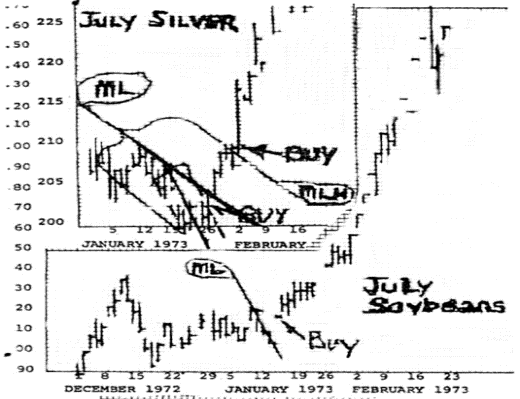 JULY SILVER
225
220
ML
215
210
BUY
205
MLH
BUY
200
5 12 19 26 2 9 16
JANUARY 1973 FEBRUARY
.50
.40
.30
.20
.10
.00
90
80
70
60
50
40
30
20
10
00
90
ML
JULY
Soybeans
BUY
1 8 15 22 29 5 12 19 26 2 9 16 23
DECEMBER 1972 JANUARY 1973 FEBRUARY 1973